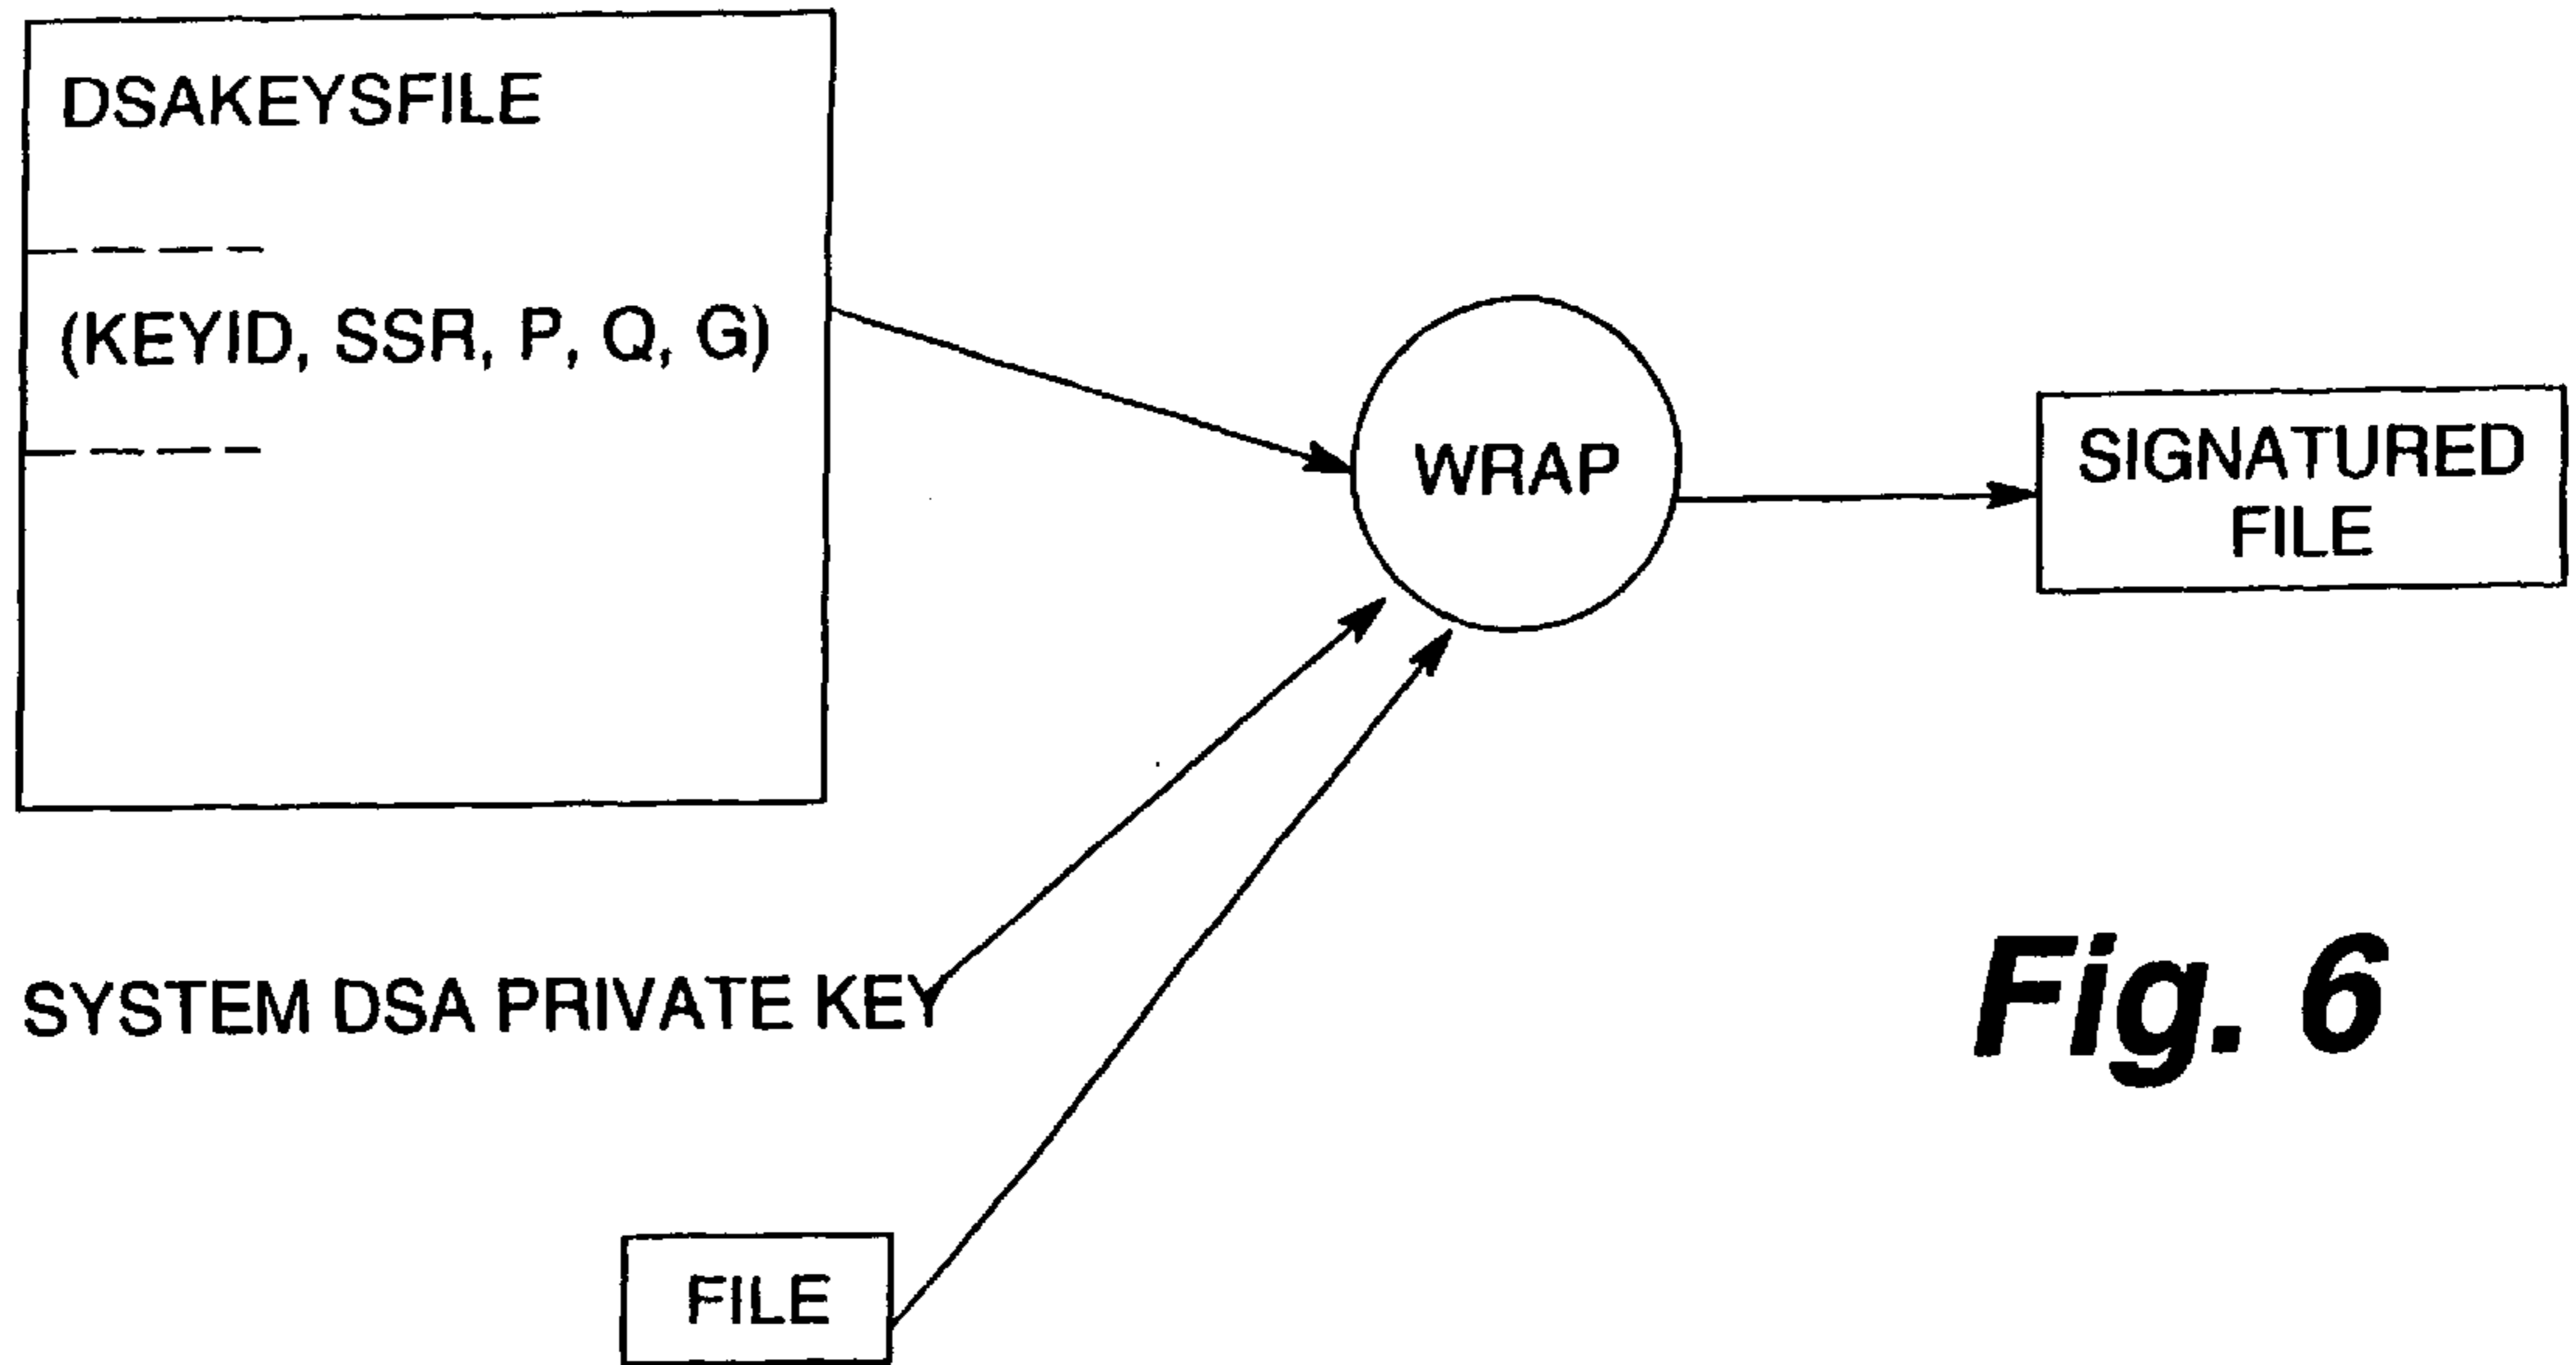 DSAKEYSFILE
(KEYID, SSR, P, Q, G)
WRAP
SIGNATURED
FILE
SYSTEM DSA PRIVATE KEY
FILE
Fig. 6